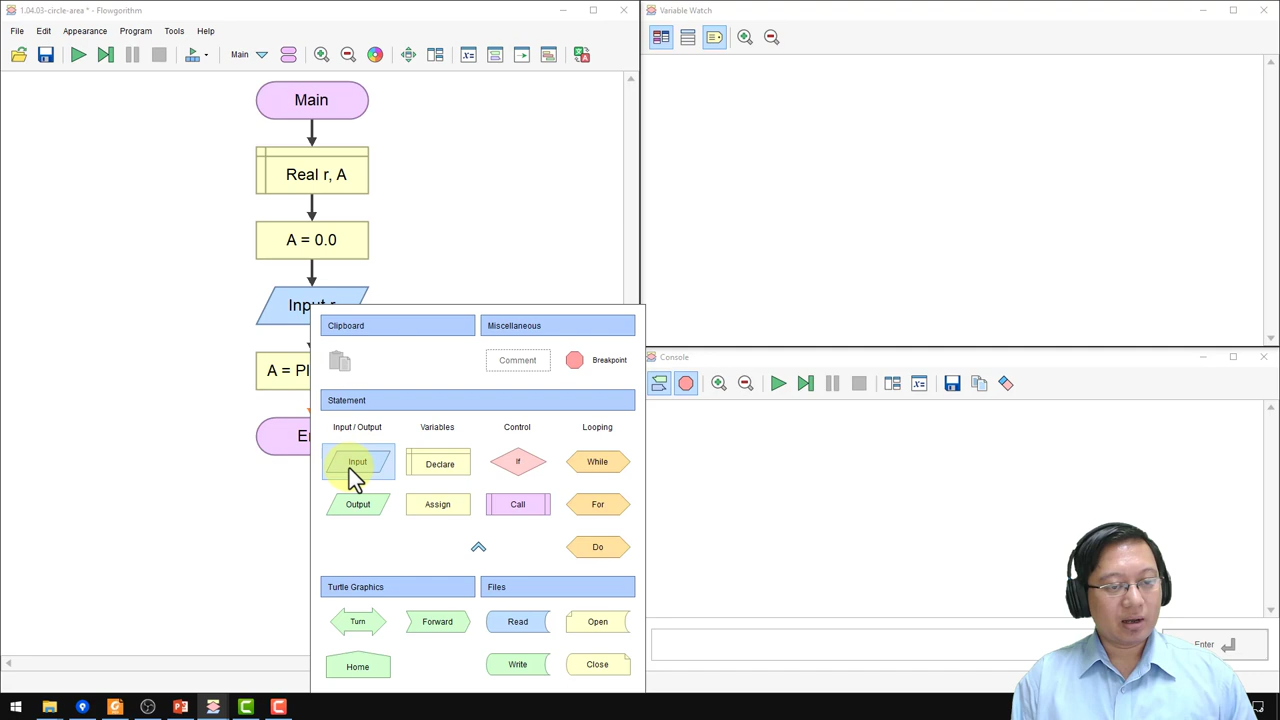 1.04.03-circle-area * - Flowgorithm
File Edit Appearance Program Tools Help
Main
Main
Real r, A
A = 0.0
Input r
A = PI
Variable Watch
Console
Enter
Clipboard Miscellaneous
Comment Breakpoint
Statement
Input / Output Variables Control Looping
Input Declare If While
Output Assign Call For
Do
Turtle Graphics Files
Turn Forward Read Open
Home Write Close